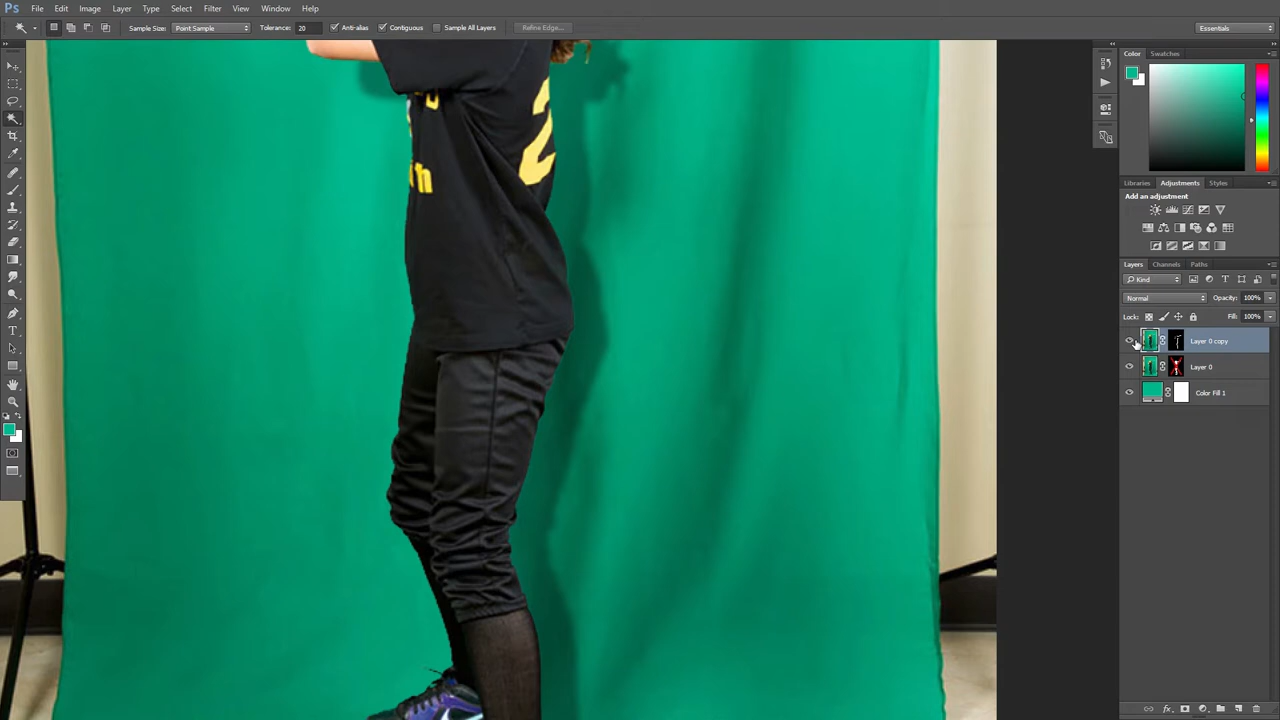 Ps File Edit Image Layer Type Select Filter View Window Help
Sample Size: Point Sample Tolerance: 20 Anti-alias Contiguous Sample All Layers Refine Edge... Essentials
Color Swatches
2
Libraries Adjustments Styles
Add an adjustment
Layers Channels Paths
Kind
Normal Opacity: 100%
Lock: Fill: 100%
Layer 0 copy
Layer 0
Color Fill 1
fx